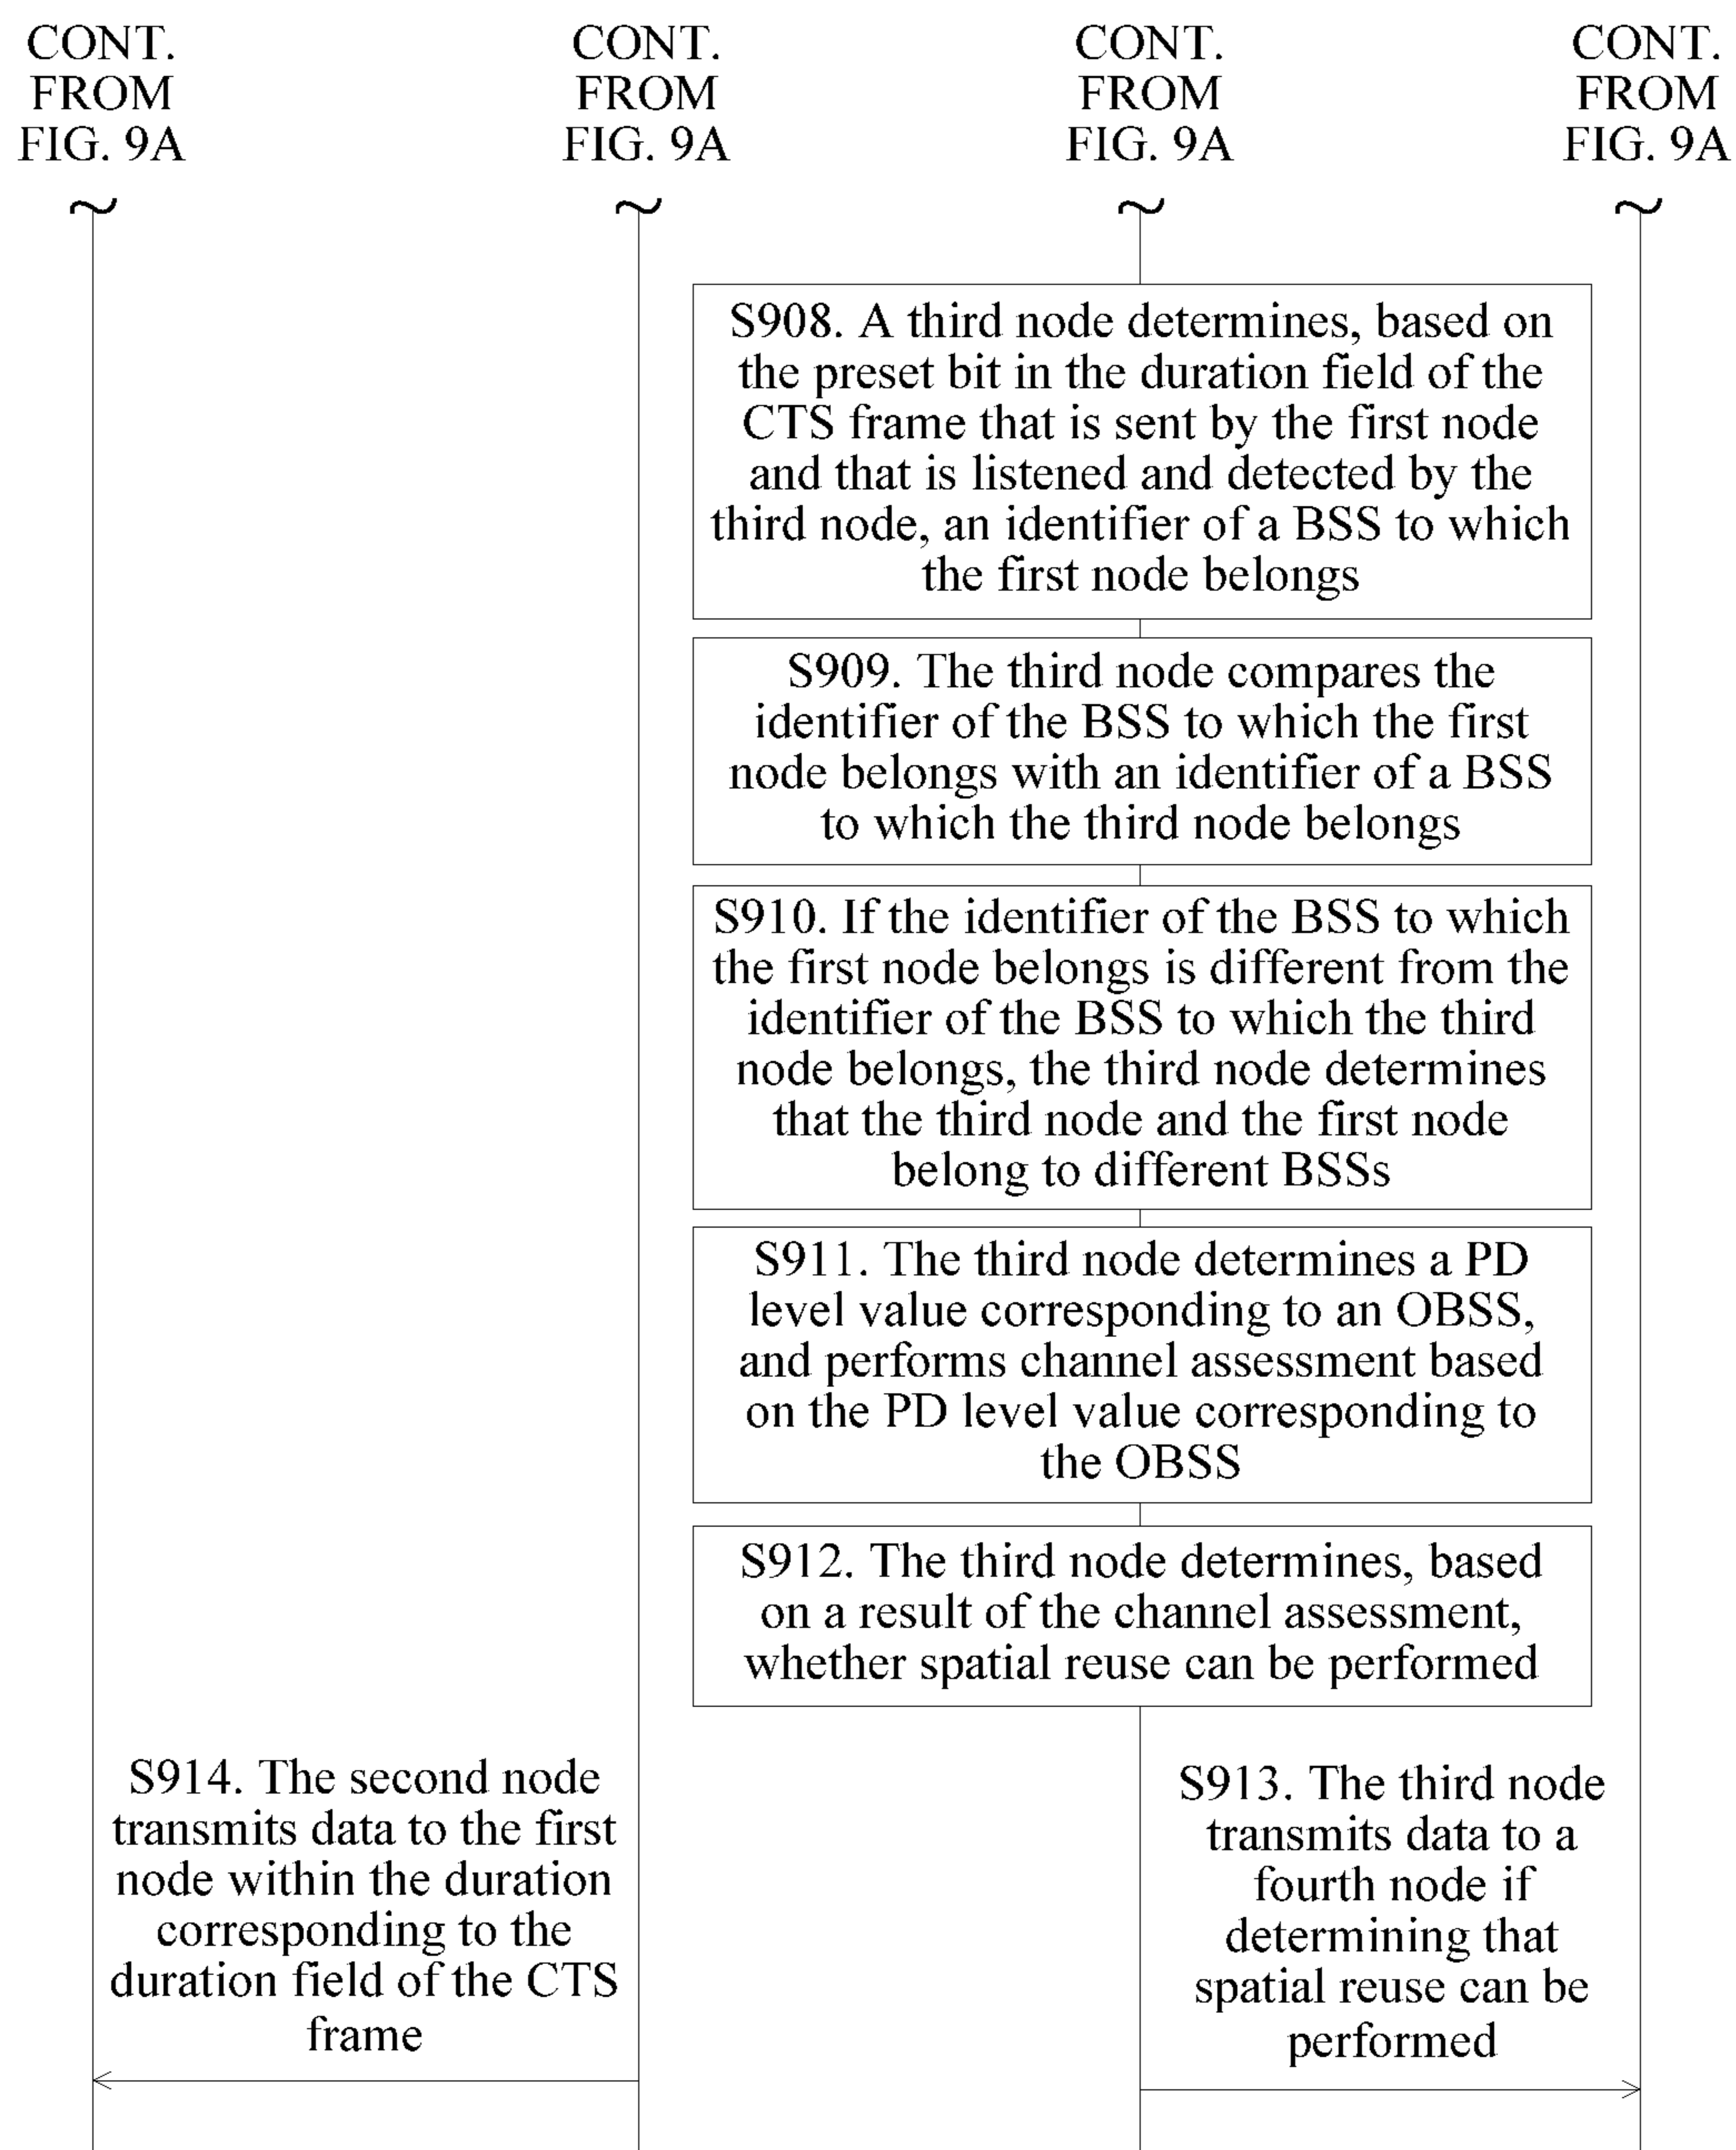 CONT.
FROM
FIG. 9A
CONT.
FROM
FIG. 9A
CONT.
FROM
FIG. 9A
CONT.
FROM
FIG. 9A
S908. A third node determines, based on
the preset bit in the duration field of the
CTS frame that is sent by the first node
and that is listened and detected by the
third node, an identifier of a BSS to which
the first node belongs
S909. The third node compares the
identifier of the BSS to which the first
node belongs with an identifier of a BSS
to which the third node belongs
S910. If the identifier of the BSS to which
the first node belongs is different from the
identifier of the BSS to which the third
node belongs, the third node determines
that the third node and the first node
belong to different BSSs
S911. The third node determines a PD
level value corresponding to an OBSS,
and performs channel assessment based
on the PD level value corresponding to
the OBSS
S912. The third node determines, based
on a result of the channel assessment,
whether spatial reuse can be performed
S914. The second node
transmits data to the first
node within the duration
corresponding to the
duration field of the CTS
frame
S913. The third node
transmits data to a
fourth node if
determining that
spatial reuse can be
performed